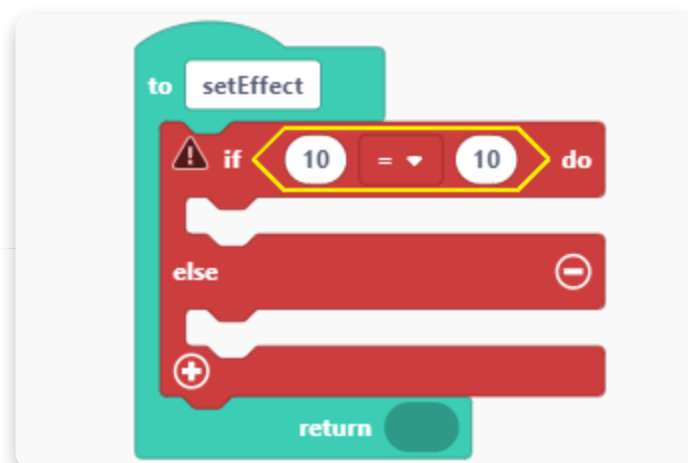 to setEffect
if 10 = 10 do
else
return